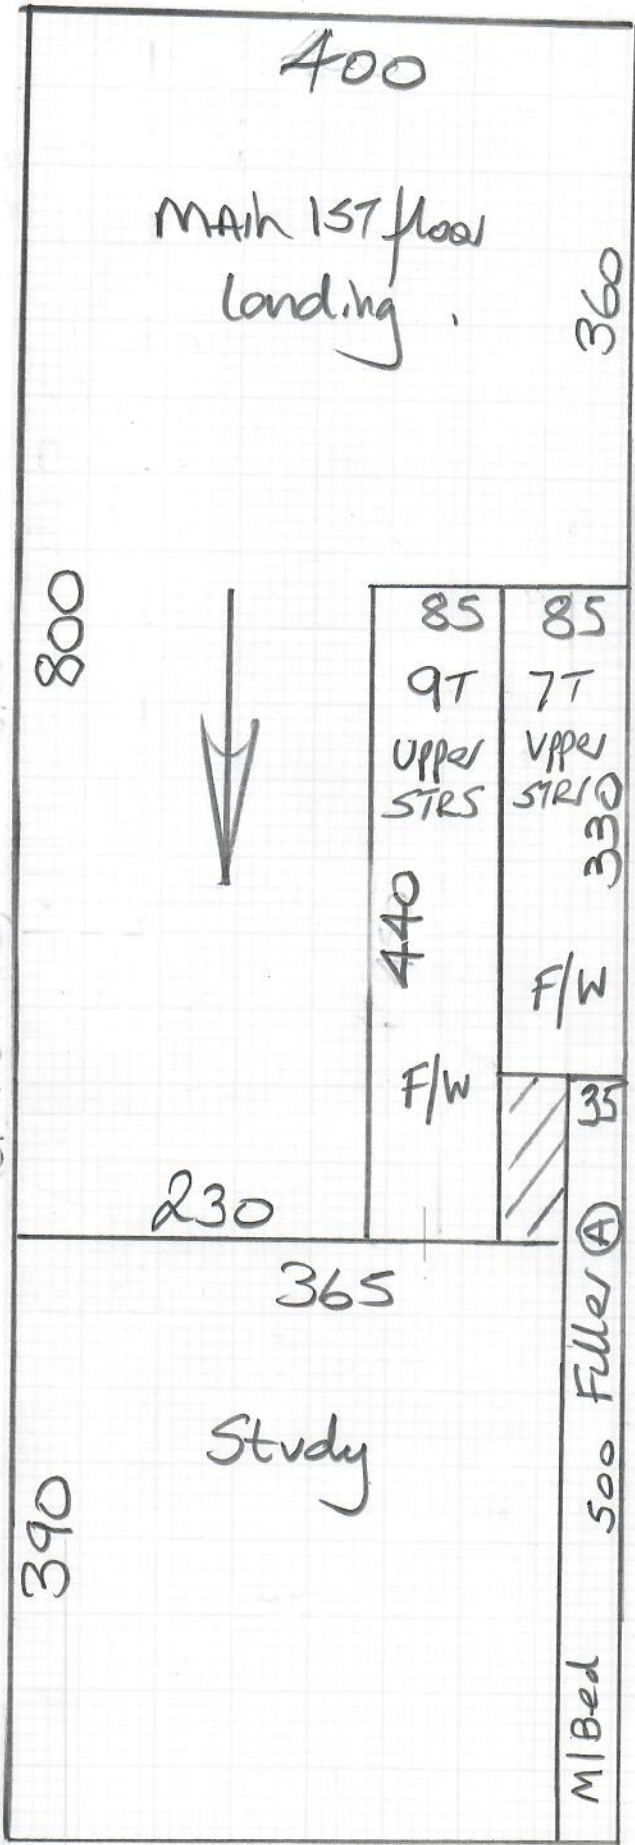 400
MAIN 1ST floor
landing.
360
800
85
9T
Upper
STRS
440
F/W
85
7T
Upper
STRS
330
F/W
35
230
365
Study
390
M/Bed 500 Filler A